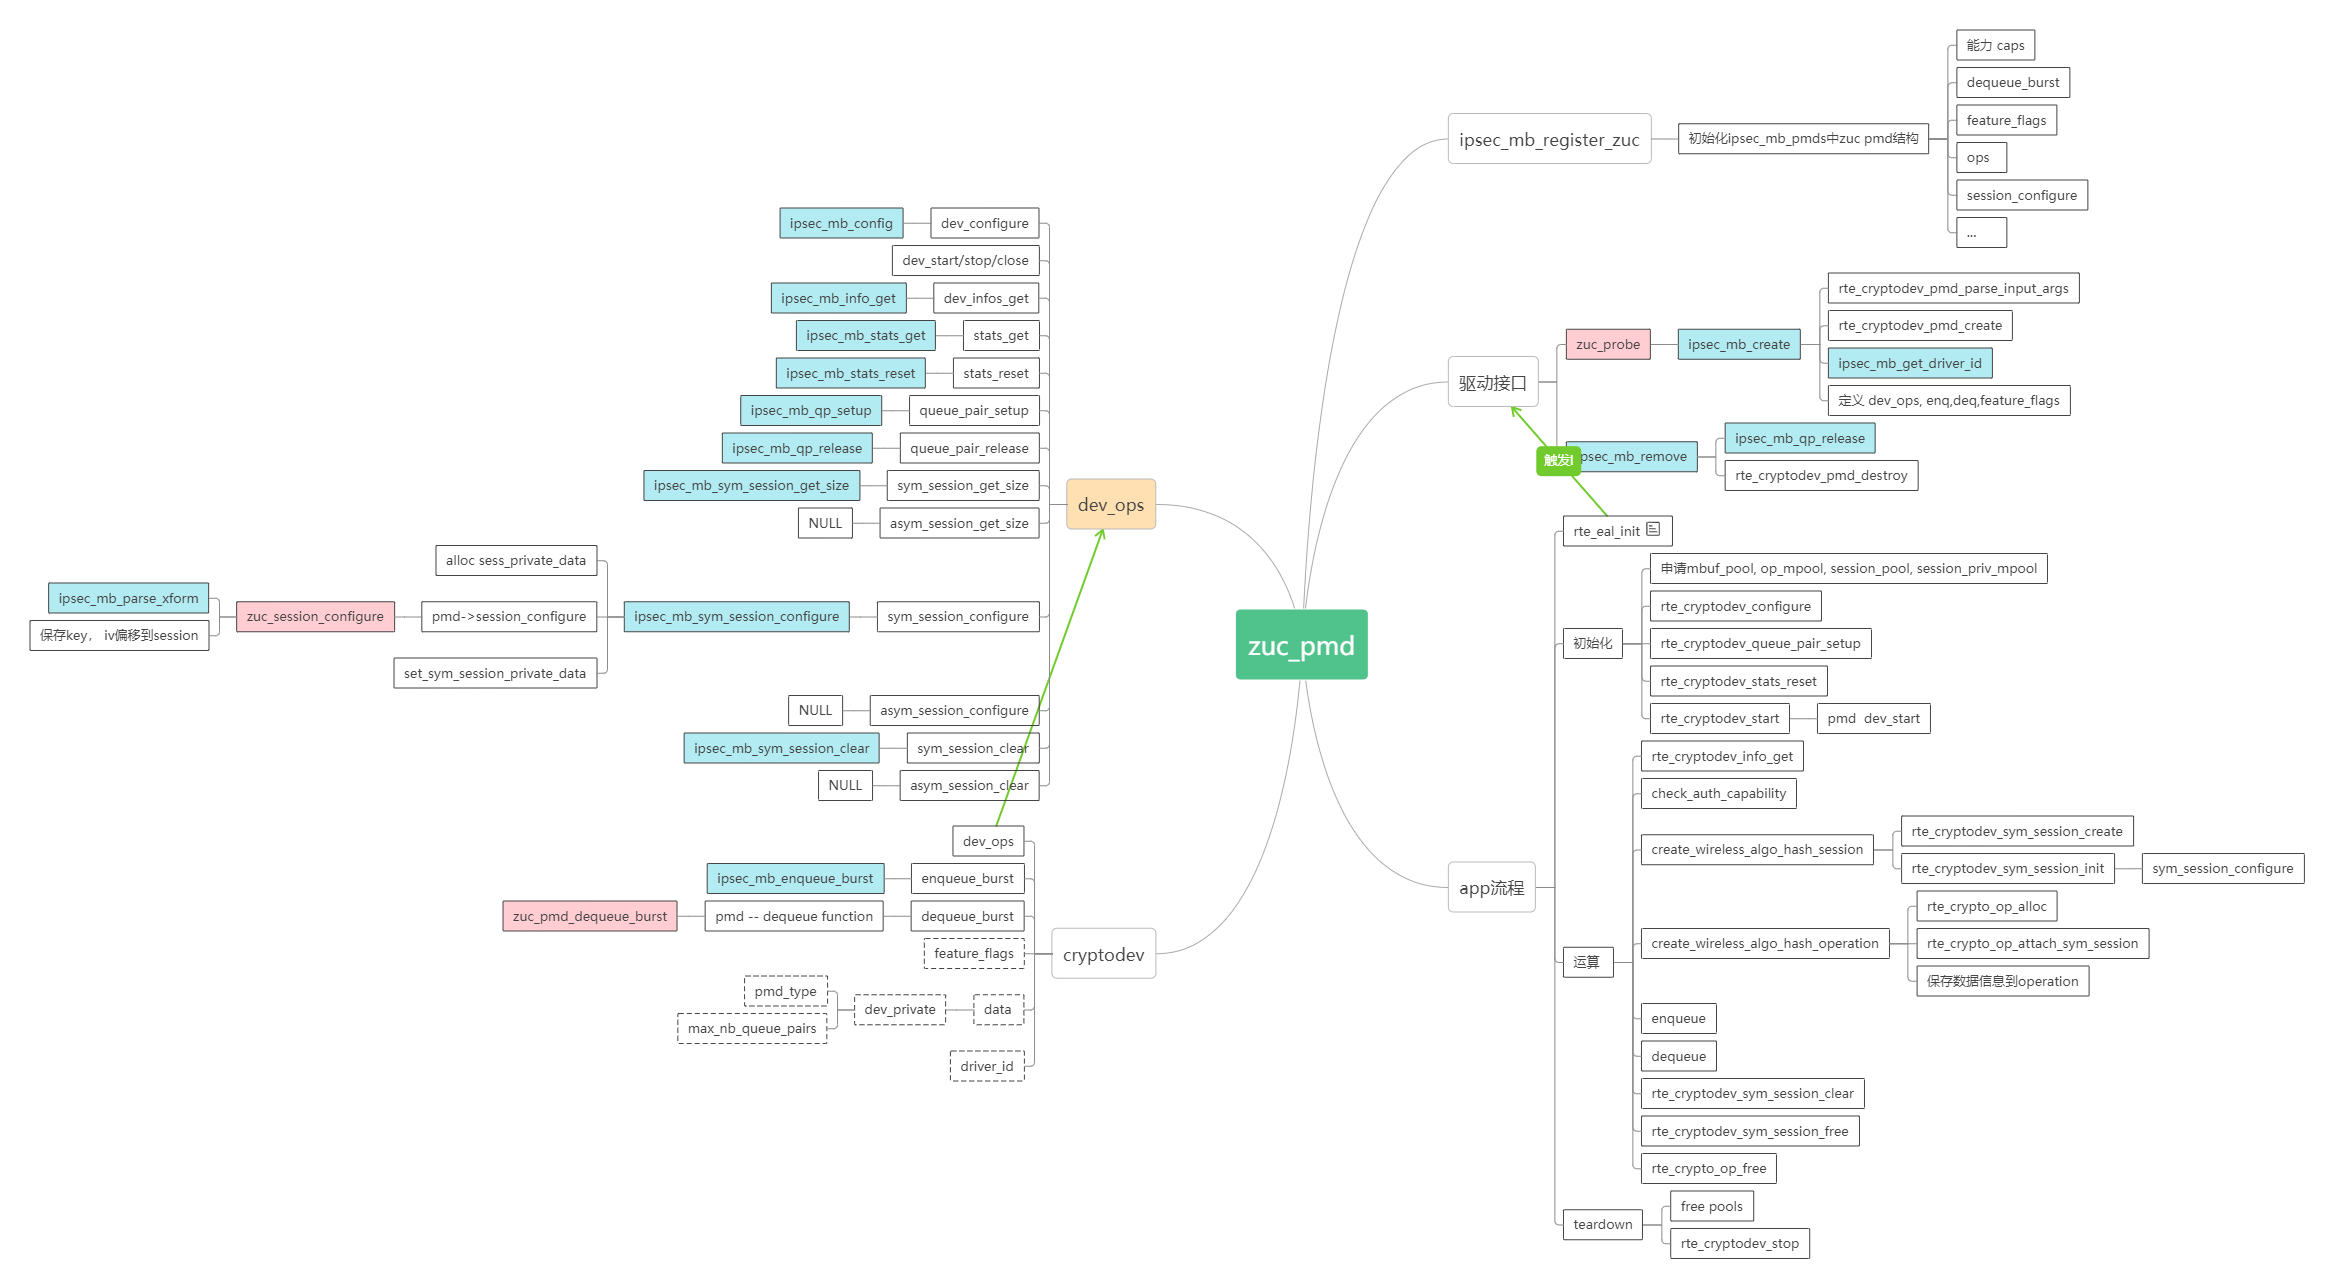 zuc_pmd
ipsec_mb_register_zuc
初始化ipsec_mb_pmds中zuc pmd结构
能力 caps
dequeue_burst
feature_flags
ops
session_configure
...
驱动接口
zuc_probe
ipsec_mb_create
rte_cryptodev_pmd_parse_input_args
rte_cryptodev_pmd_create
ipsec_mb_get_driver_id
定义 dev_ops, enq,deq,feature_flags
触发
psec_mb_remove
ipsec_mb_qp_release
rte_cryptodev_pmd_destroy
app流程
rte_eal_init
初始化
申请mbuf_pool, op_mpool, session_pool, session_priv_mpool
rte_cryptodev_configure
rte_cryptodev_queue_pair_setup
rte_cryptodev_stats_reset
rte_cryptodev_start
pmd dev_start
运算
rte_cryptodev_info_get
check_auth_capability
create_wireless_algo_hash_session
rte_cryptodev_sym_session_create
rte_cryptodev_sym_session_init
sym_session_configure
create_wireless_algo_hash_operation
rte_crypto_op_alloc
rte_crypto_op_attach_sym_session
保存数据信息到operation
enqueue
dequeue
rte_cryptodev_sym_session_clear
rte_cryptodev_sym_session_free
rte_crypto_op_free
teardown
free pools
rte_cryptodev_stop
dev_ops
dev_configure
ipsec_mb_config
dev_start/stop/close
dev_infos_get
ipsec_mb_info_get
stats_get
ipsec_mb_stats_get
stats_reset
ipsec_mb_stats_reset
queue_pair_setup
ipsec_mb_qp_setup
queue_pair_release
ipsec_mb_qp_release
sym_session_get_size
ipsec_mb_sym_session_get_size
asym_session_get_size
NULL
sym_session_configure
ipsec_mb_sym_session_configure
alloc sess_private_data
pmd->session_configure
zuc_session_configure
ipsec_mb_parse_xform
保存key， iv偏移到session
set_sym_session_private_data
asym_session_configure
NULL
sym_session_clear
ipsec_mb_sym_session_clear
asym_session_clear
NULL
cryptodev
dev_ops
enqueue_burst
ipsec_mb_enqueue_burst
dequeue_burst
pmd -- dequeue function
zuc_pmd_dequeue_burst
feature_flags
data
dev_private
pmd_type
max_nb_queue_pairs
driver_id